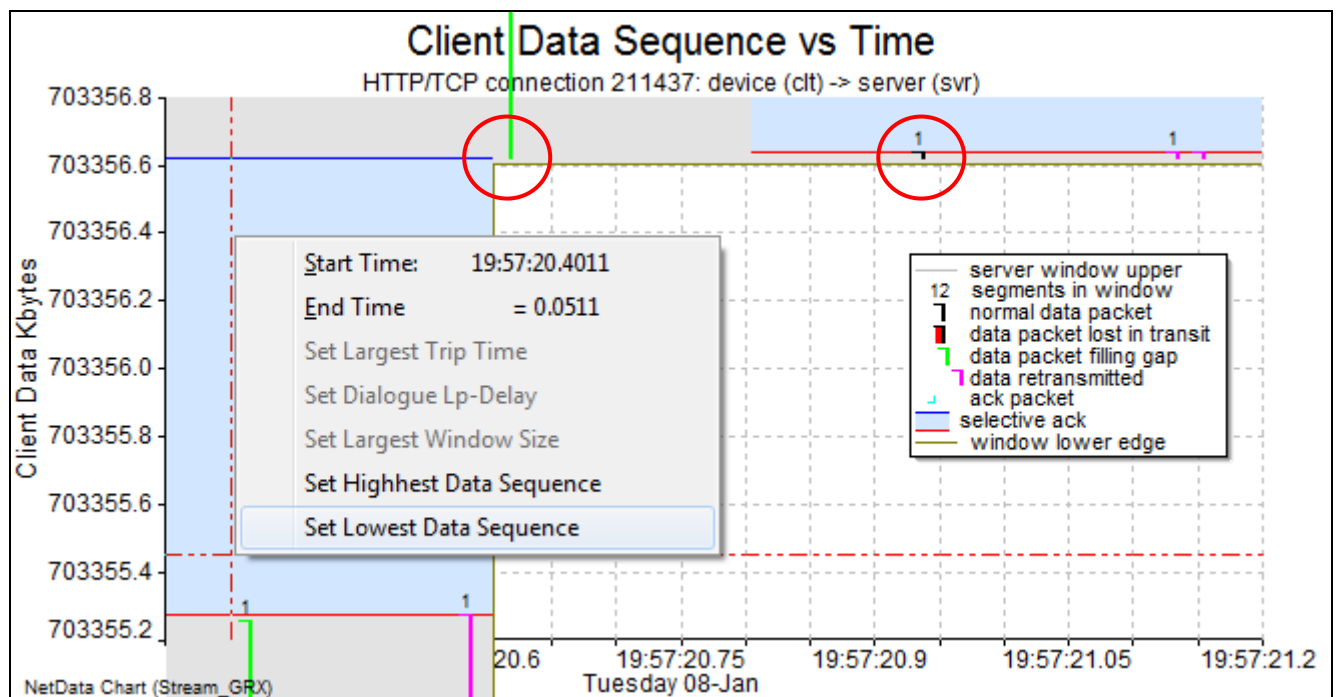 Client Data Sequence vs Time
HTTP/TCP connection 211437: device (clt) -> server (svr)
Client Data Kbytes
703356.8
703356.6
703356.4
703356.2
703356.0
703355.8
703355.6
703355.4
703355.2
1
1
1
1
Start Time: 19:57:20.4011
End Time = 0.0511
Set Largest Trip Time
Set Dialogue Lp-Delay
Set Largest Window Size
Set Highhest Data Sequence
Set Lowest Data Sequence
server window upper
12 segments in window
normal data packet
data packet lost in transit
data packet filling gap
data retransmitted
ack packet
selective ack
window lower edge
20.6 19:57:20.75 19:57:20.9 19:57:21.05 19:57:21.2
Tuesday 08-Jan
NetData Chart (Stream_GRX)